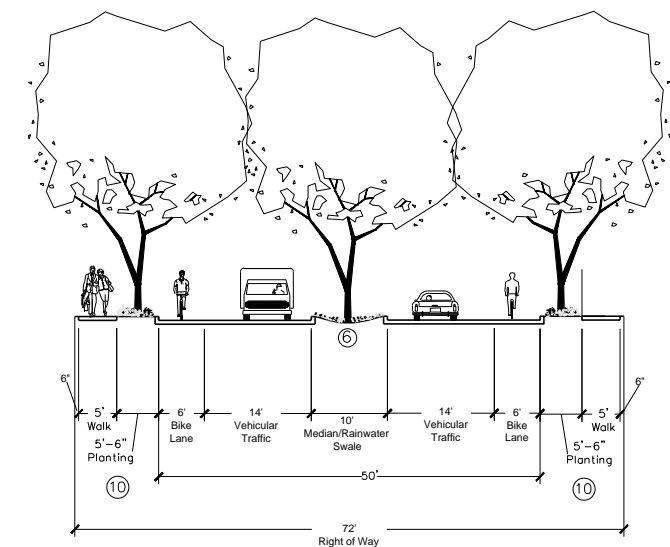 6
6"
6"
5'
Walk
5'-6"
Planting
6'
Bike
Lane
14'
Vehicular
Traffic
10'
Median/Rainwater
Swale
14'
Vehicular
Traffic
6'
Bike
Lane
5'
Walk
5'-6"
Planting
10
10
50'
72'
Right of Way